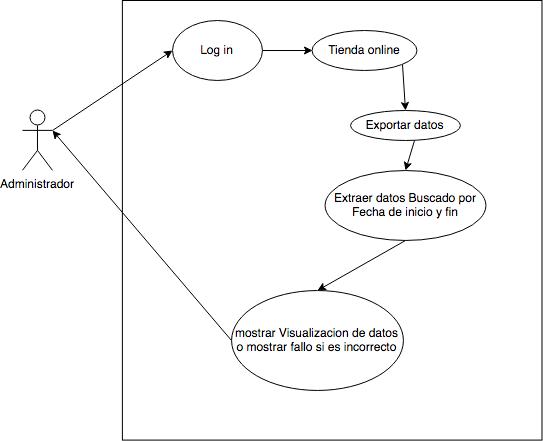 Log in
Tienda online
Exportar datos
Administrador
Extraer datos Buscado por
Fecha de inicio y fin
mostrar Visualizacion de datos
o mostrar fallo si es incorrecto